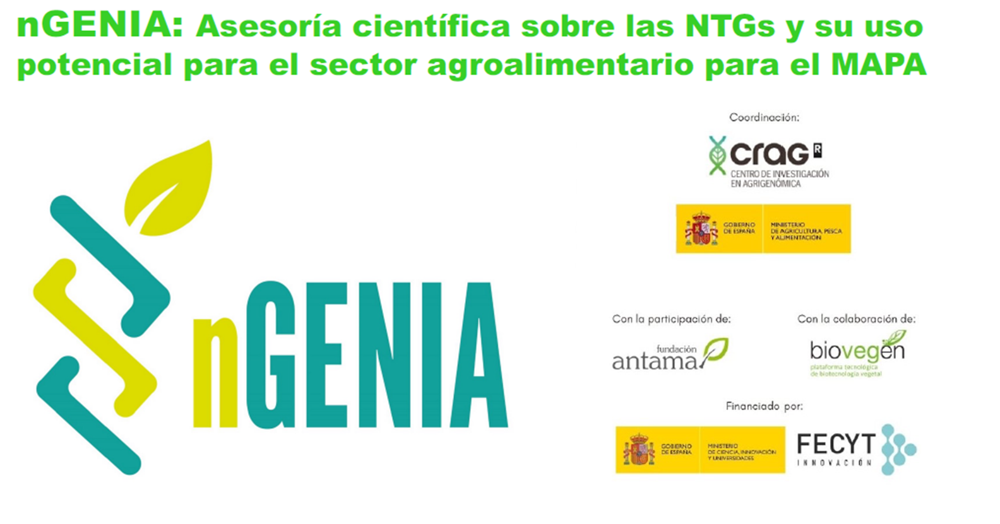 nGENIA: Asesoría científica sobre las NTGs y su uso
potencial para el sector agroalimentario para el MAPA
Coordinación:
crag R
CENTRO DE INVESTIGACIÓN
EN AGRIGENÓMICA
GOBIERNO
DE ESPAÑA
MINISTERIO
DE AGRICULTURA, PESCA
Y ALIMENTACIÓN
nGENIA
Con la participación de:
fundación
antama
Con la colaboración de:
biovegen
plataforma tecnológica
de biotecnología vegetal
Financiado por:
GOBIERNO
DE ESPAÑA
MINISTERIO
DE CIENCIA, INNOVACIÓN
Y UNIVERSIDADES
FECYT
INNOVACIÓN